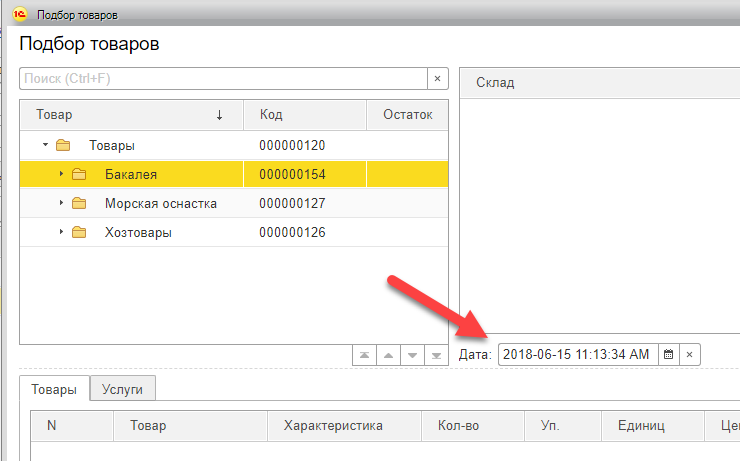 1С Подбор товаров
Подбор товаров
Поиск (Ctrl+F) ×
Товар ↓ Код Остаток
Товары 000000120
Бакалея 000000154
Морская оснастка 000000127
Хозтовары 000000126
Склад
Дата: 2018-06-15 11:13:34 AM ×
Товары Услуги
N Товар Характеристика Кол-во Уп. Единиц Це